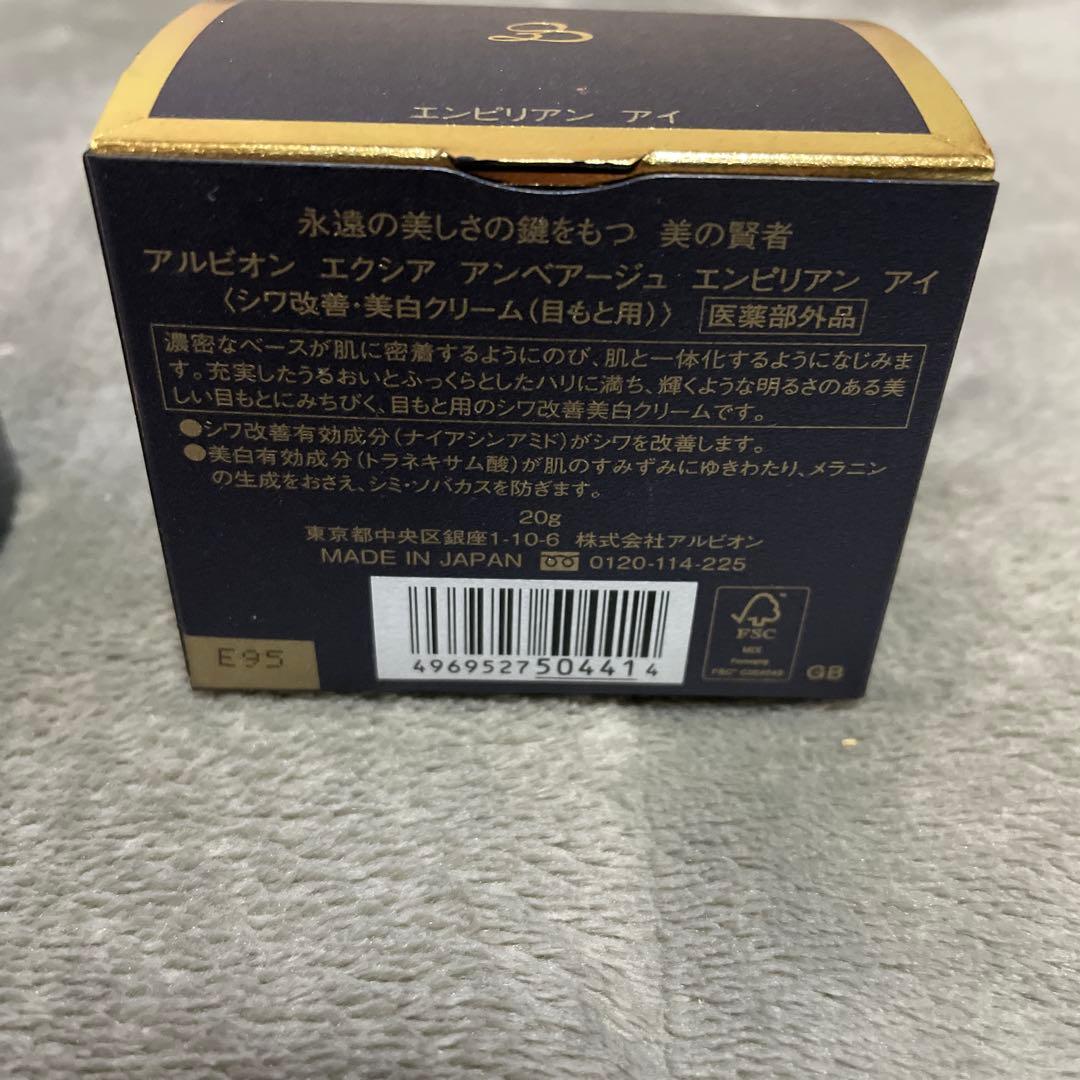 エンピリアン　アイ
永遠の美しさの鍵をもつ　美の賢者
アルビオン　エクシア　アンベアージュ　エンピリアン　アイ
〈シワ改善・美白クリーム(目もと用)〉 医薬部外品
濃密なベースが肌に密着するようにのび、肌と一体化するようになじみま
す。充実したうるおいとふっくらとしたハリに満ち、輝くような明るさのある美
しい目もとにみちびく、目もと用のシワ改善美白クリームです。
●シワ改善有効成分(ナイアシンアミド)がシワを改善します。
●美白有効成分(トラネキサム酸)が肌のすみずみにゆきわたり、メラニン
の生成をおさえ、シミ・ソバカスを防ぎます。
20g
東京都中央区銀座1-10-6 株式会社アルビオン
MADE IN JAPAN 0120-114-225
4969527504414
FSC
MIX
E95
GB